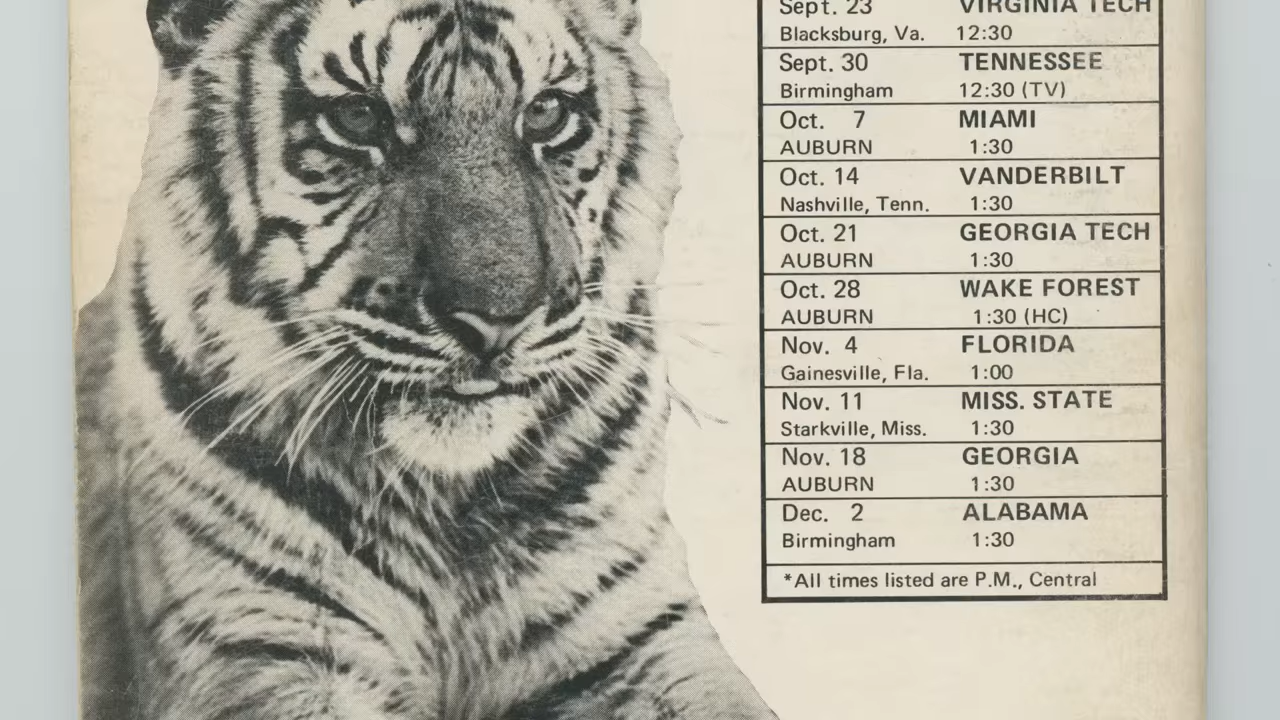 Sept. 23 VIRGINIA TECH
Blacksburg, Va. 12:30
Sept. 30 TENNESSEE
Birmingham 12:30 (TV)
Oct. 7 MIAMI
AUBURN 1:30
Oct. 14 VANDERBILT
Nashville, Tenn. 1:30
Oct. 21 GEORGIA TECH
AUBURN 1:30
Oct. 28 WAKE FOREST
AUBURN 1:30 (HC)
Nov. 4 FLORIDA
Gainesville, Fla. 1:00
Nov. 11 MISS. STATE
Starkville, Miss. 1:30
Nov. 18 GEORGIA
AUBURN 1:30
Dec. 2 ALABAMA
Birmingham 1:30
*All times listed are P.M., Central